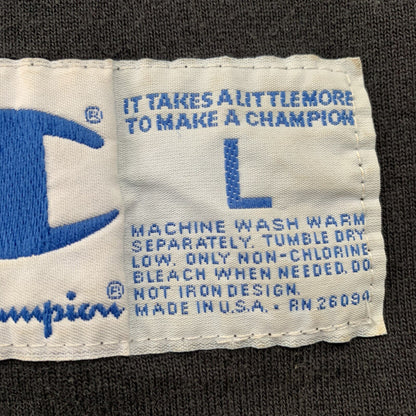 ®
IT TAKES A LITTLE MORE
TO MAKE A CHAMPION
L
MACHINE WASH WARM
SEPARATELY. TUMBLE DRY
LOW. ONLY NON-CHLORINE
BLEACH WHEN NEEDED. DO
NOT IRON DESIGN.
MADE IN U.S.A. • RN 26094
®
hampion